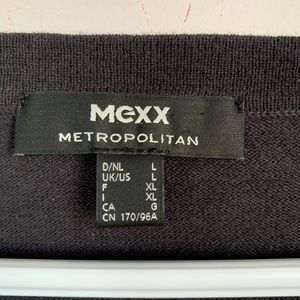 Mexx
METROPOLITAN
D/NL L
UK/US L
F XL
I XL
CA G
CN 170/96A